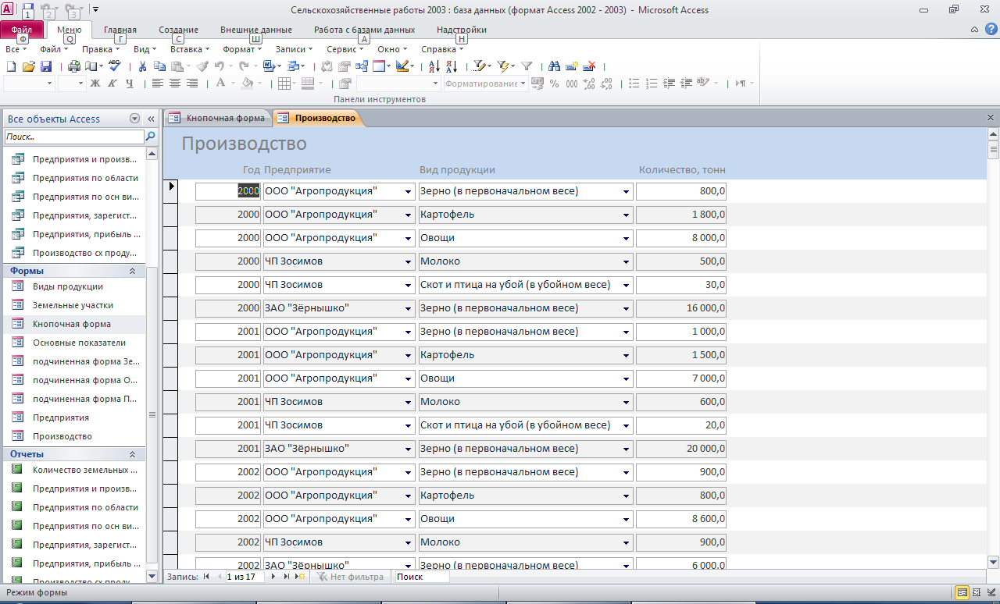 Сельскохозяйственные работы 2003 : база данных (формат Access 2002 - 2003) - Microsoft Access
1 2 3
Файл Меню Главная Создание Внешние данные Работа с базами данных Надстройки
Ф Q Г С Ш А Н
Все Файл Правка Вид Вставка Формат Записи Сервис Окно Справка
Ж К Ч Форматирование % 000
Панели инструментов
Все объекты Access
Кнопочная форма Производство
Поиск...
Предприятия и произв...
Предприятия по области
Предприятия по осн ви...
Предприятия, зарегист...
Предприятия, прибыль ...
Производство сх проду...
Формы
Виды продукции
Земельные участки
Кнопочная форма
Основные показатели
подчиненная форма Зе...
подчиненная форма О...
подчиненная форма П...
Предприятия
Производство
Отчеты
Количество земельных ...
Предприятия и произв...
Предприятия по области
Предприятия по осн ви...
Предприятия, зарегист...
Предприятия, прибыль ...
Производство сх проду...
Производство
Год Предприятие Вид продукции Количество, тонн
2000 ООО "Агропродукция" Зерно (в первоначальном весе) 800,0
2000 ООО "Агропродукция" Картофель 1 800,0
2000 ООО "Агропродукция" Овощи 8 000,0
2000 ЧП Зосимов Молоко 500,0
2000 ЧП Зосимов Скот и птица на убой (в убойном весе) 30,0
2000 ЗАО "Зёрнышко" Зерно (в первоначальном весе) 16 000,0
2001 ООО "Агропродукция" Зерно (в первоначальном весе) 1 000,0
2001 ООО "Агропродукция" Картофель 1 500,0
2001 ООО "Агропродукция" Овощи 7 000,0
2001 ЧП Зосимов Молоко 600,0
2001 ЧП Зосимов Скот и птица на убой (в убойном весе) 20,0
2001 ЗАО "Зёрнышко" Зерно (в первоначальном весе) 20 000,0
2002 ООО "Агропродукция" Зерно (в первоначальном весе) 900,0
2002 ООО "Агропродукция" Картофель 800,0
2002 ООО "Агропродукция" Овощи 8 600,0
2002 ЧП Зосимов Молоко 900,0
2002 ЗАО "Зёрнышко" Зерно (в первоначальном весе) 6 000,0
Запись: 1 из 17 Нет фильтра Поиск
Режим формы